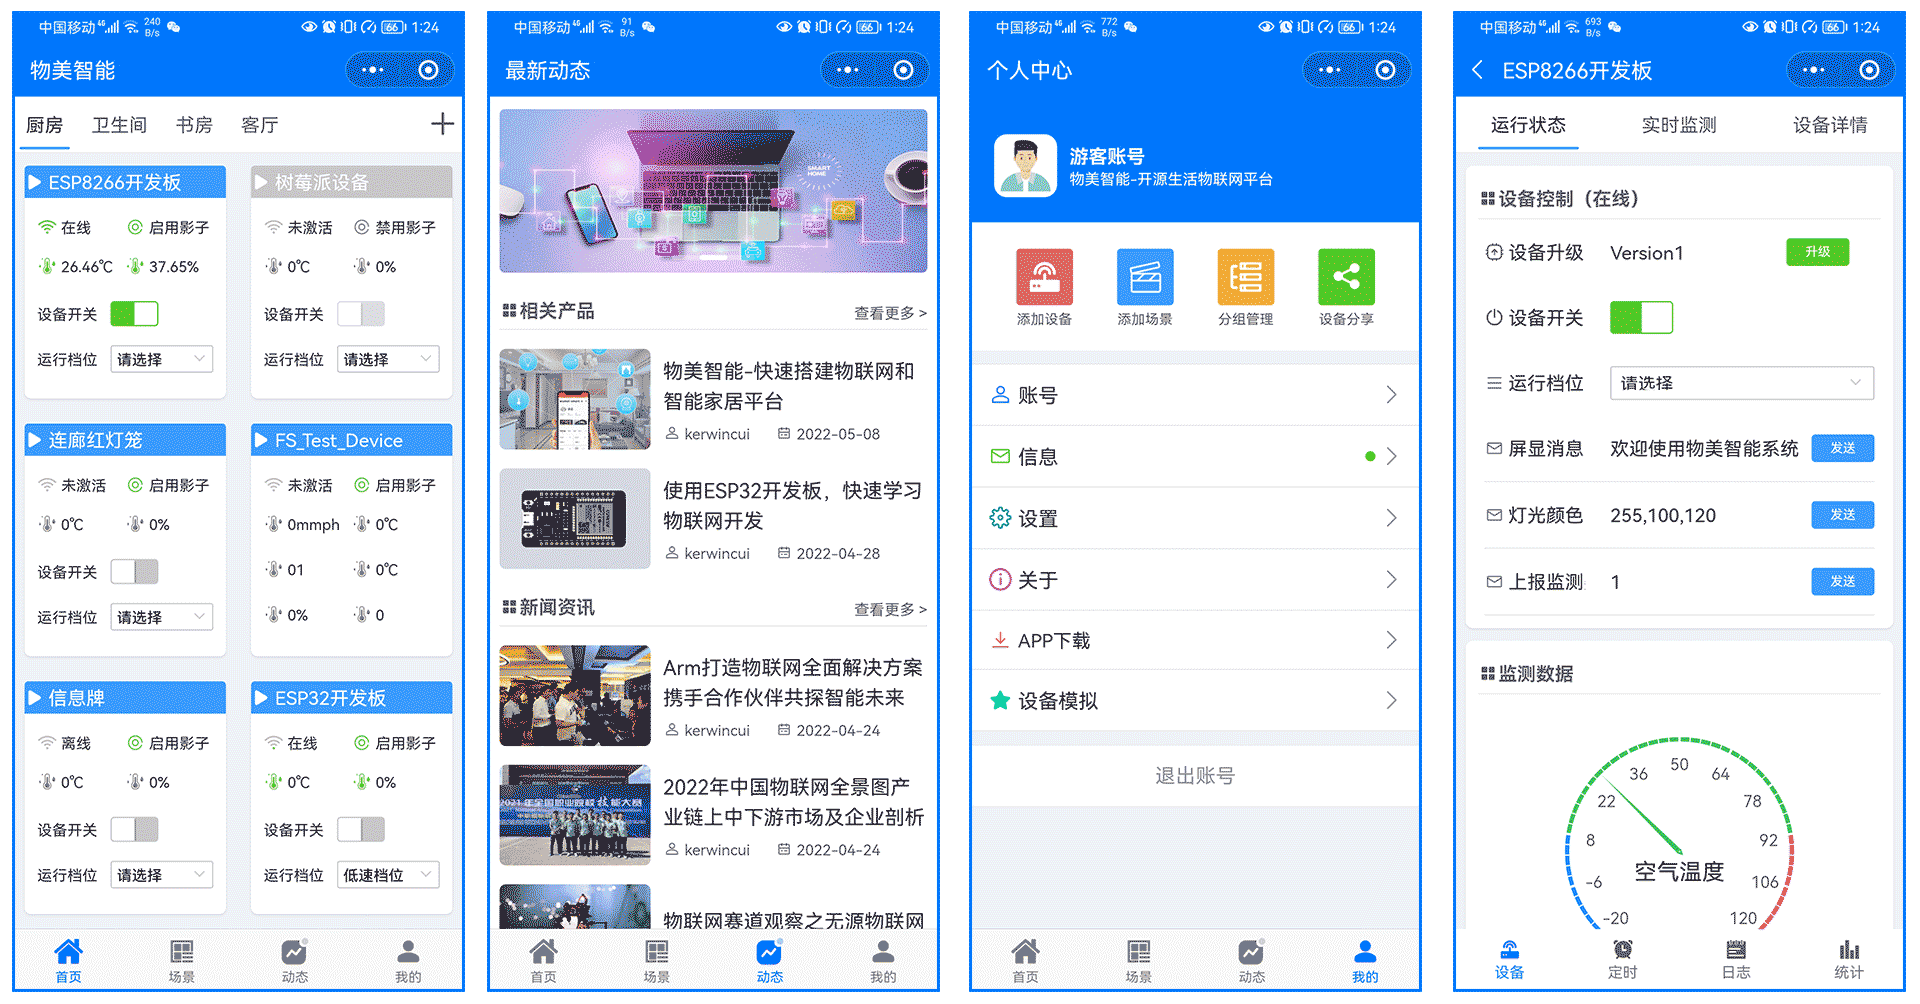 中国移动 4G 240 B/s 66 1:24
物美智能
厨房 卫生间 书房 客厅
ESP8266开发板
在线 启用影子
26.46℃ 37.65%
设备开关
运行档位 请选择
树莓派设备
未激活 禁用影子
0℃ 0%
设备开关
运行档位 请选择
连廊红灯笼
未激活 启用影子
0℃ 0%
设备开关
运行档位 请选择
FS_Test_Device
未激活 启用影子
0mmph 0℃
01 0℃
0% 0
信息牌
离线 启用影子
0℃ 0%
设备开关
运行档位 请选择
ESP32开发板
在线 启用影子
0℃ 0%
设备开关
运行档位 低速档位
首页 场景 动态 我的
中国移动 4G 91 B/s 66 1:24
最新动态
SMART
HOME
相关产品 查看更多 >
物美智能-快速搭建物联网和
智能家居平台
kerwincui 2022-05-08
使用ESP32开发板，快速学习
物联网开发
kerwincui 2022-04-28
新闻资讯 查看更多 >
Arm打造物联网全面解决方案
携手合作伙伴共探智能未来
kerwincui 2022-04-24
2021年全国职业院校技能大赛
2022年中国物联网全景图产
业链上中下游市场及企业剖析
kerwincui 2022-04-24
物联网赛道观察之无源物联网
首页 场景 动态 我的
中国移动 4G 772 B/s 66 1:24
个人中心
游客账号
物美智能-开源生活物联网平台
添加设备 添加场景 分组管理 设备分享
账号
信息
设置
关于
APP下载
设备模拟
退出账号
首页 场景 动态 我的
中国移动 4G 693 B/s 66 1:24
ESP8266开发板
运行状态 实时监测 设备详情
设备控制（在线）
设备升级 Version1 升级
设备开关
运行档位 请选择
屏显消息 欢迎使用物美智能系统 发送
灯光颜色 255,100,120 发送
上报监测 1 发送
监测数据
-20 -6 8 22 36 50 64 78 92 106 120
空气温度
设备 定时 日志 统计